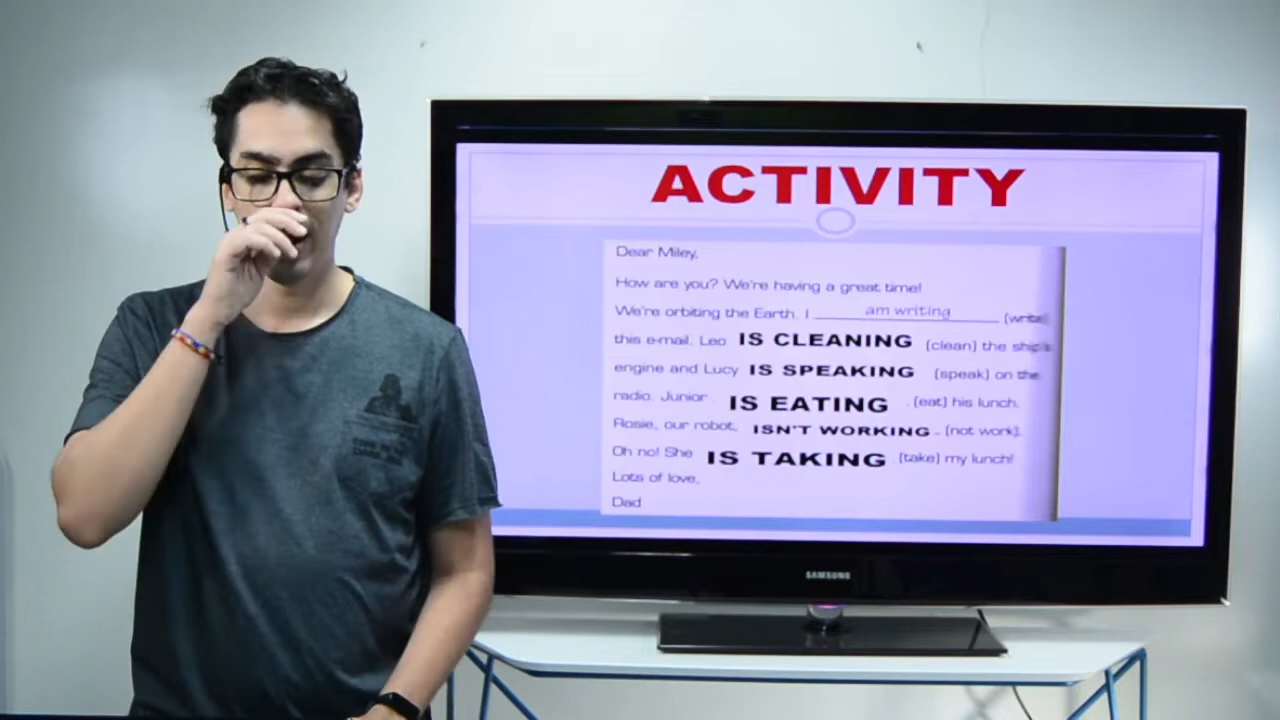 ACTIVITY
Dear Miley,
How are you? We're having a great time!
We're orbiting the Earth. I am writing (write)
this e-mail. Leo IS CLEANING (clean) the ship's
engine and Lucy IS SPEAKING (speak) on the
radio. Junior IS EATING (eat) his lunch.
Rosie, our robot, ISN'T WORKING (not work).
Oh no! She IS TAKING (take) my lunch!
Lots of love,
Dad
SAMSUNG